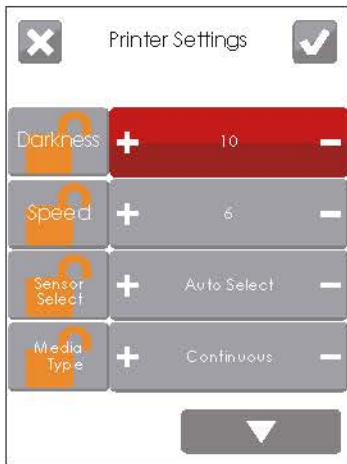 Printer Settings
Darkness + 10 -
Speed + 6 -
Sensor
Select + Auto Select -
Media
Type + Continuous -